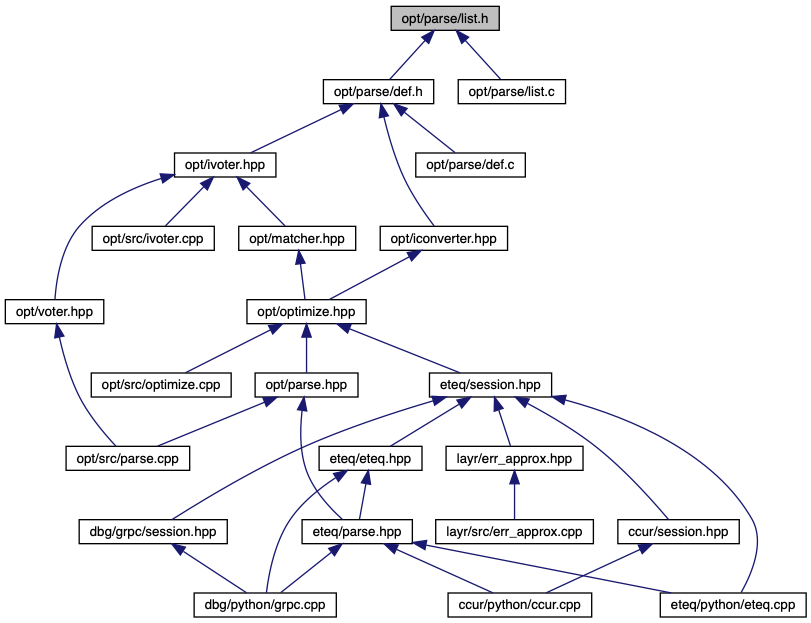 opt/parse/list.h
opt/parse/def.h
opt/parse/list.c
opt/ivoter.hpp
opt/parse/def.c
opt/src/ivoter.cpp
opt/matcher.hpp
opt/iconverter.hpp
opt/voter.hpp
opt/optimize.hpp
opt/src/optimize.cpp
opt/parse.hpp
eteq/session.hpp
opt/src/parse.cpp
eteq/eteq.hpp
layr/err_approx.hpp
dbg/grpc/session.hpp
eteq/parse.hpp
layr/src/err_approx.cpp
ccur/session.hpp
dbg/python/grpc.cpp
ccur/python/ccur.cpp
eteq/python/eteq.cpp